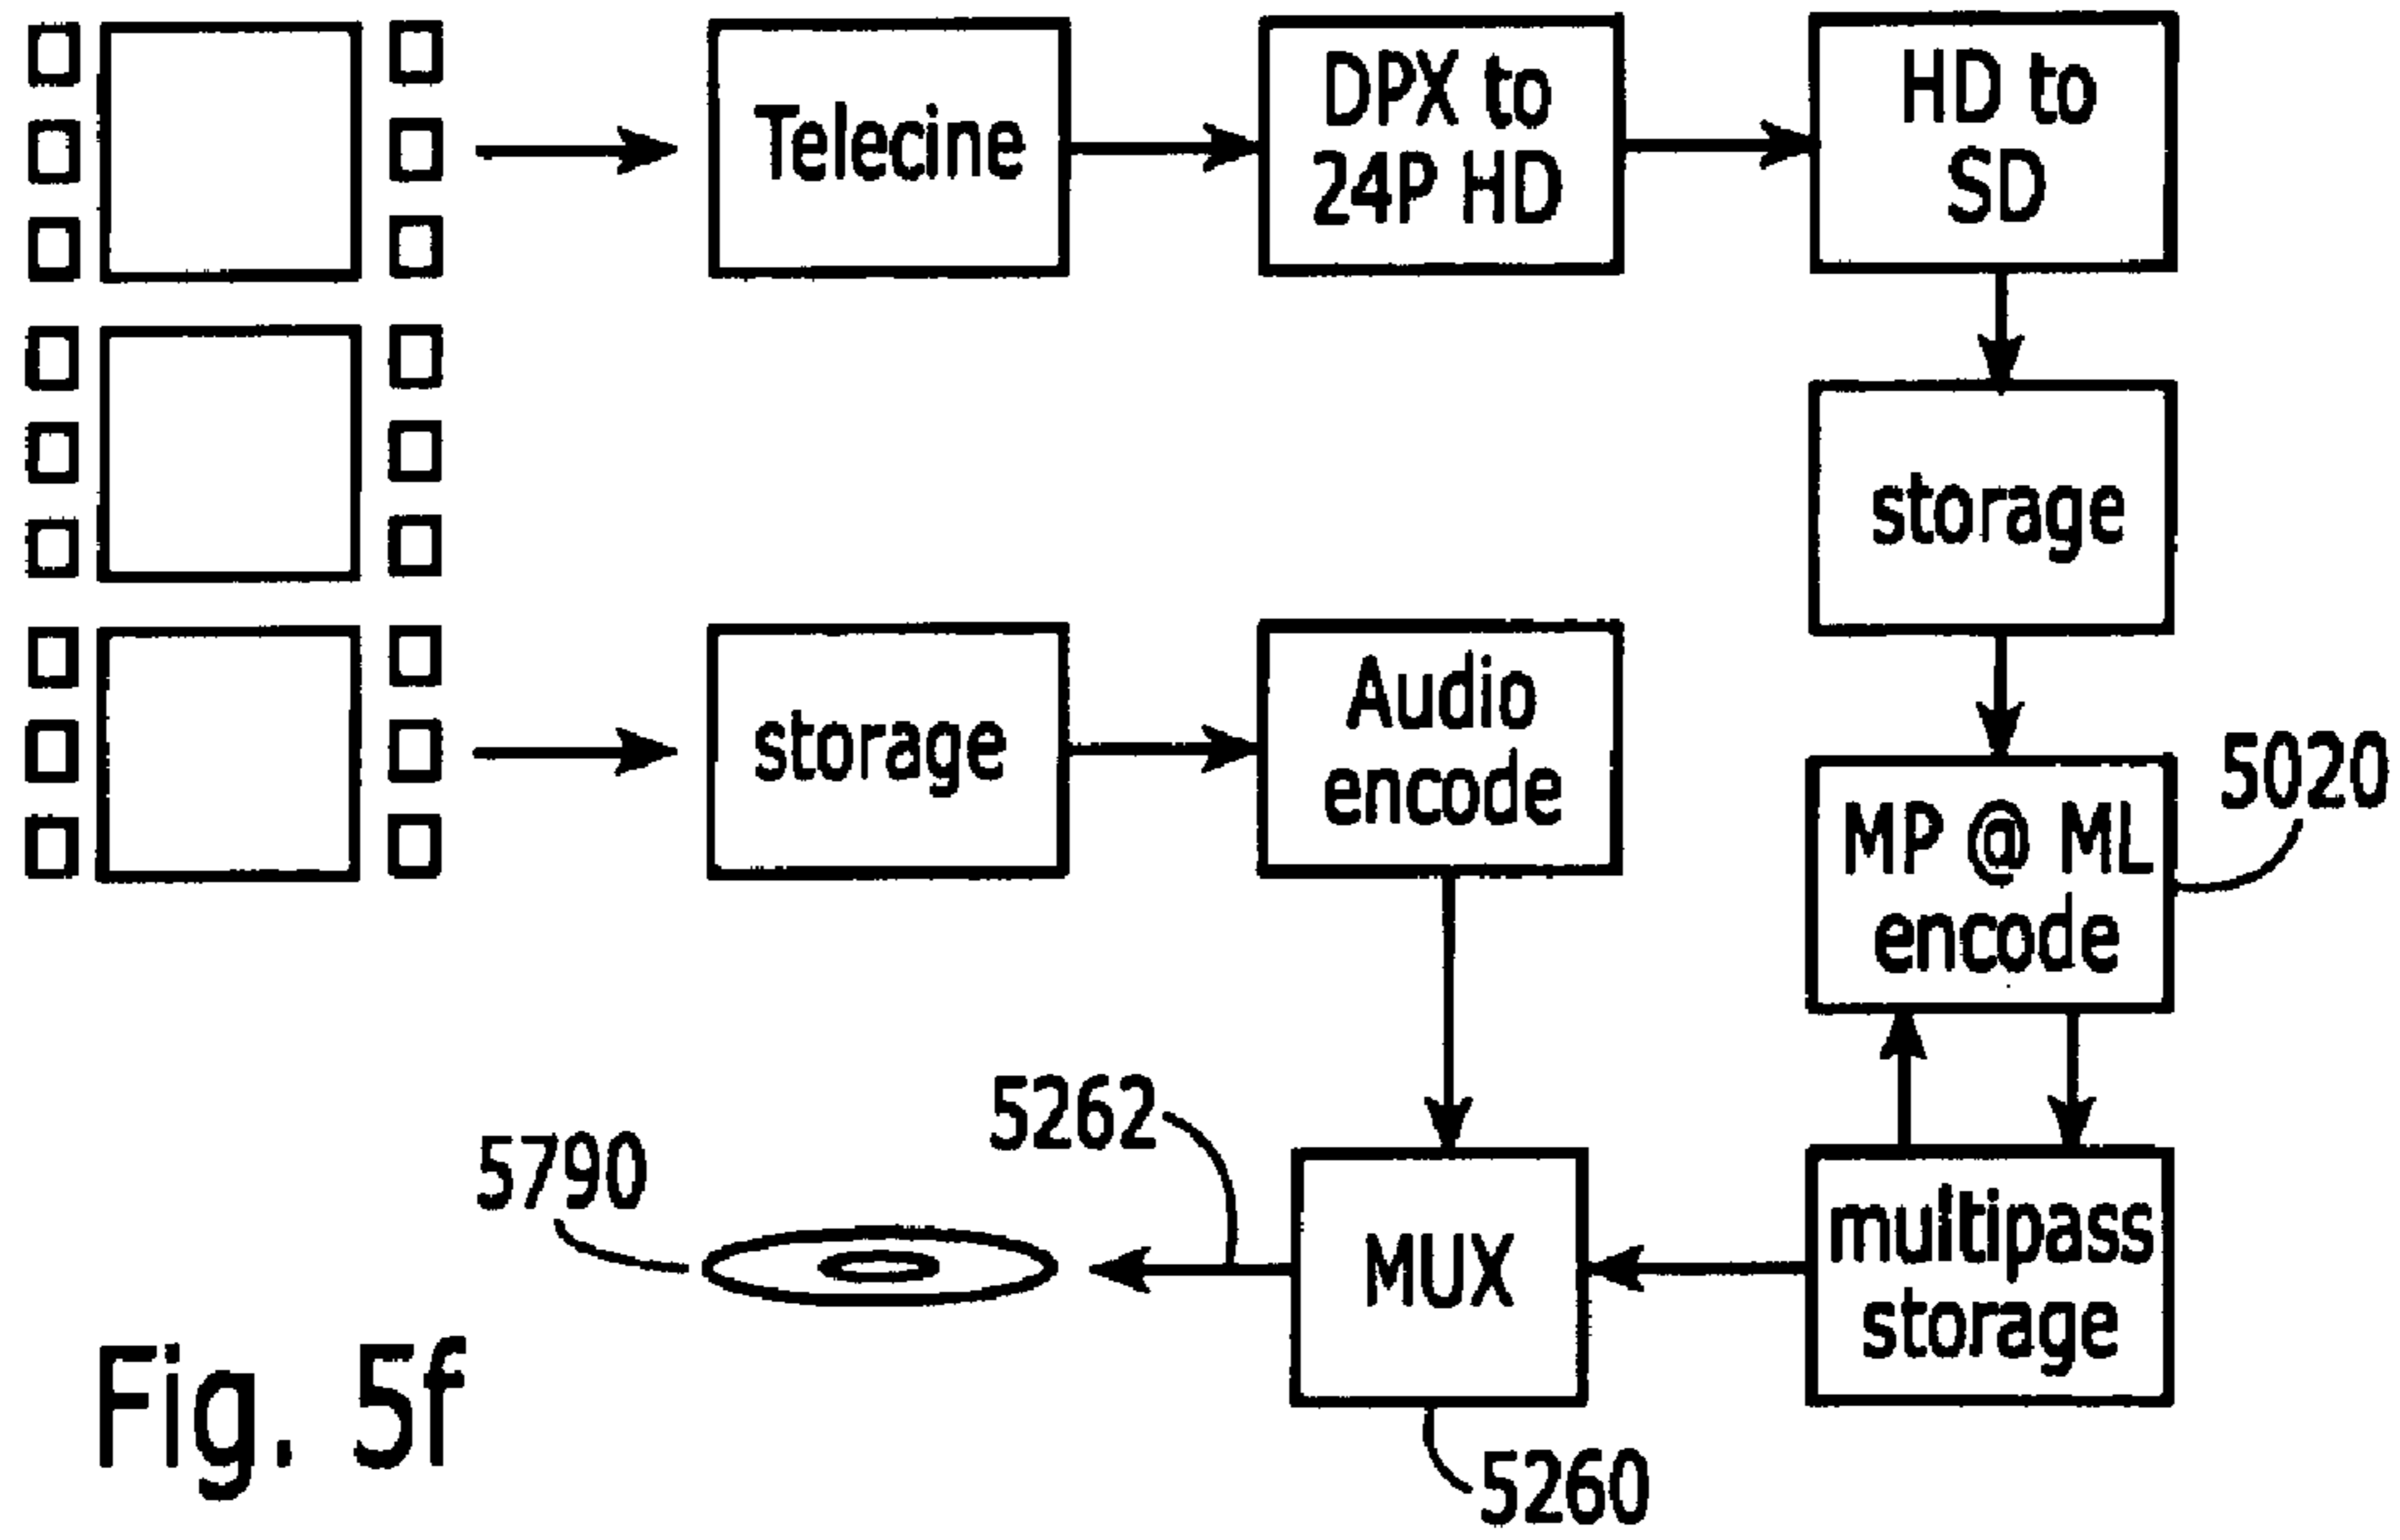 Telecine
DPX to
24P HD
HD to
SD
storage
storage
Audio
encode
MP @ ML
encode
5020
5790
5262
MUX
multipass
storage
5260
Fig. 5f